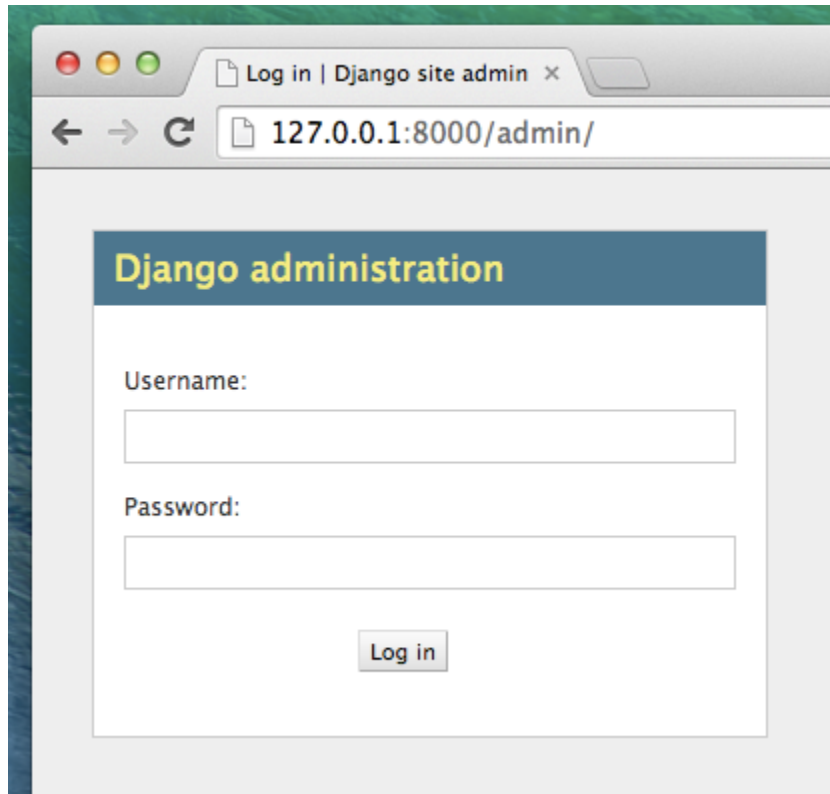 Log in | Django site admin
127.0.0.1:8000/admin/
Django administration
Username:
Password:
Log in